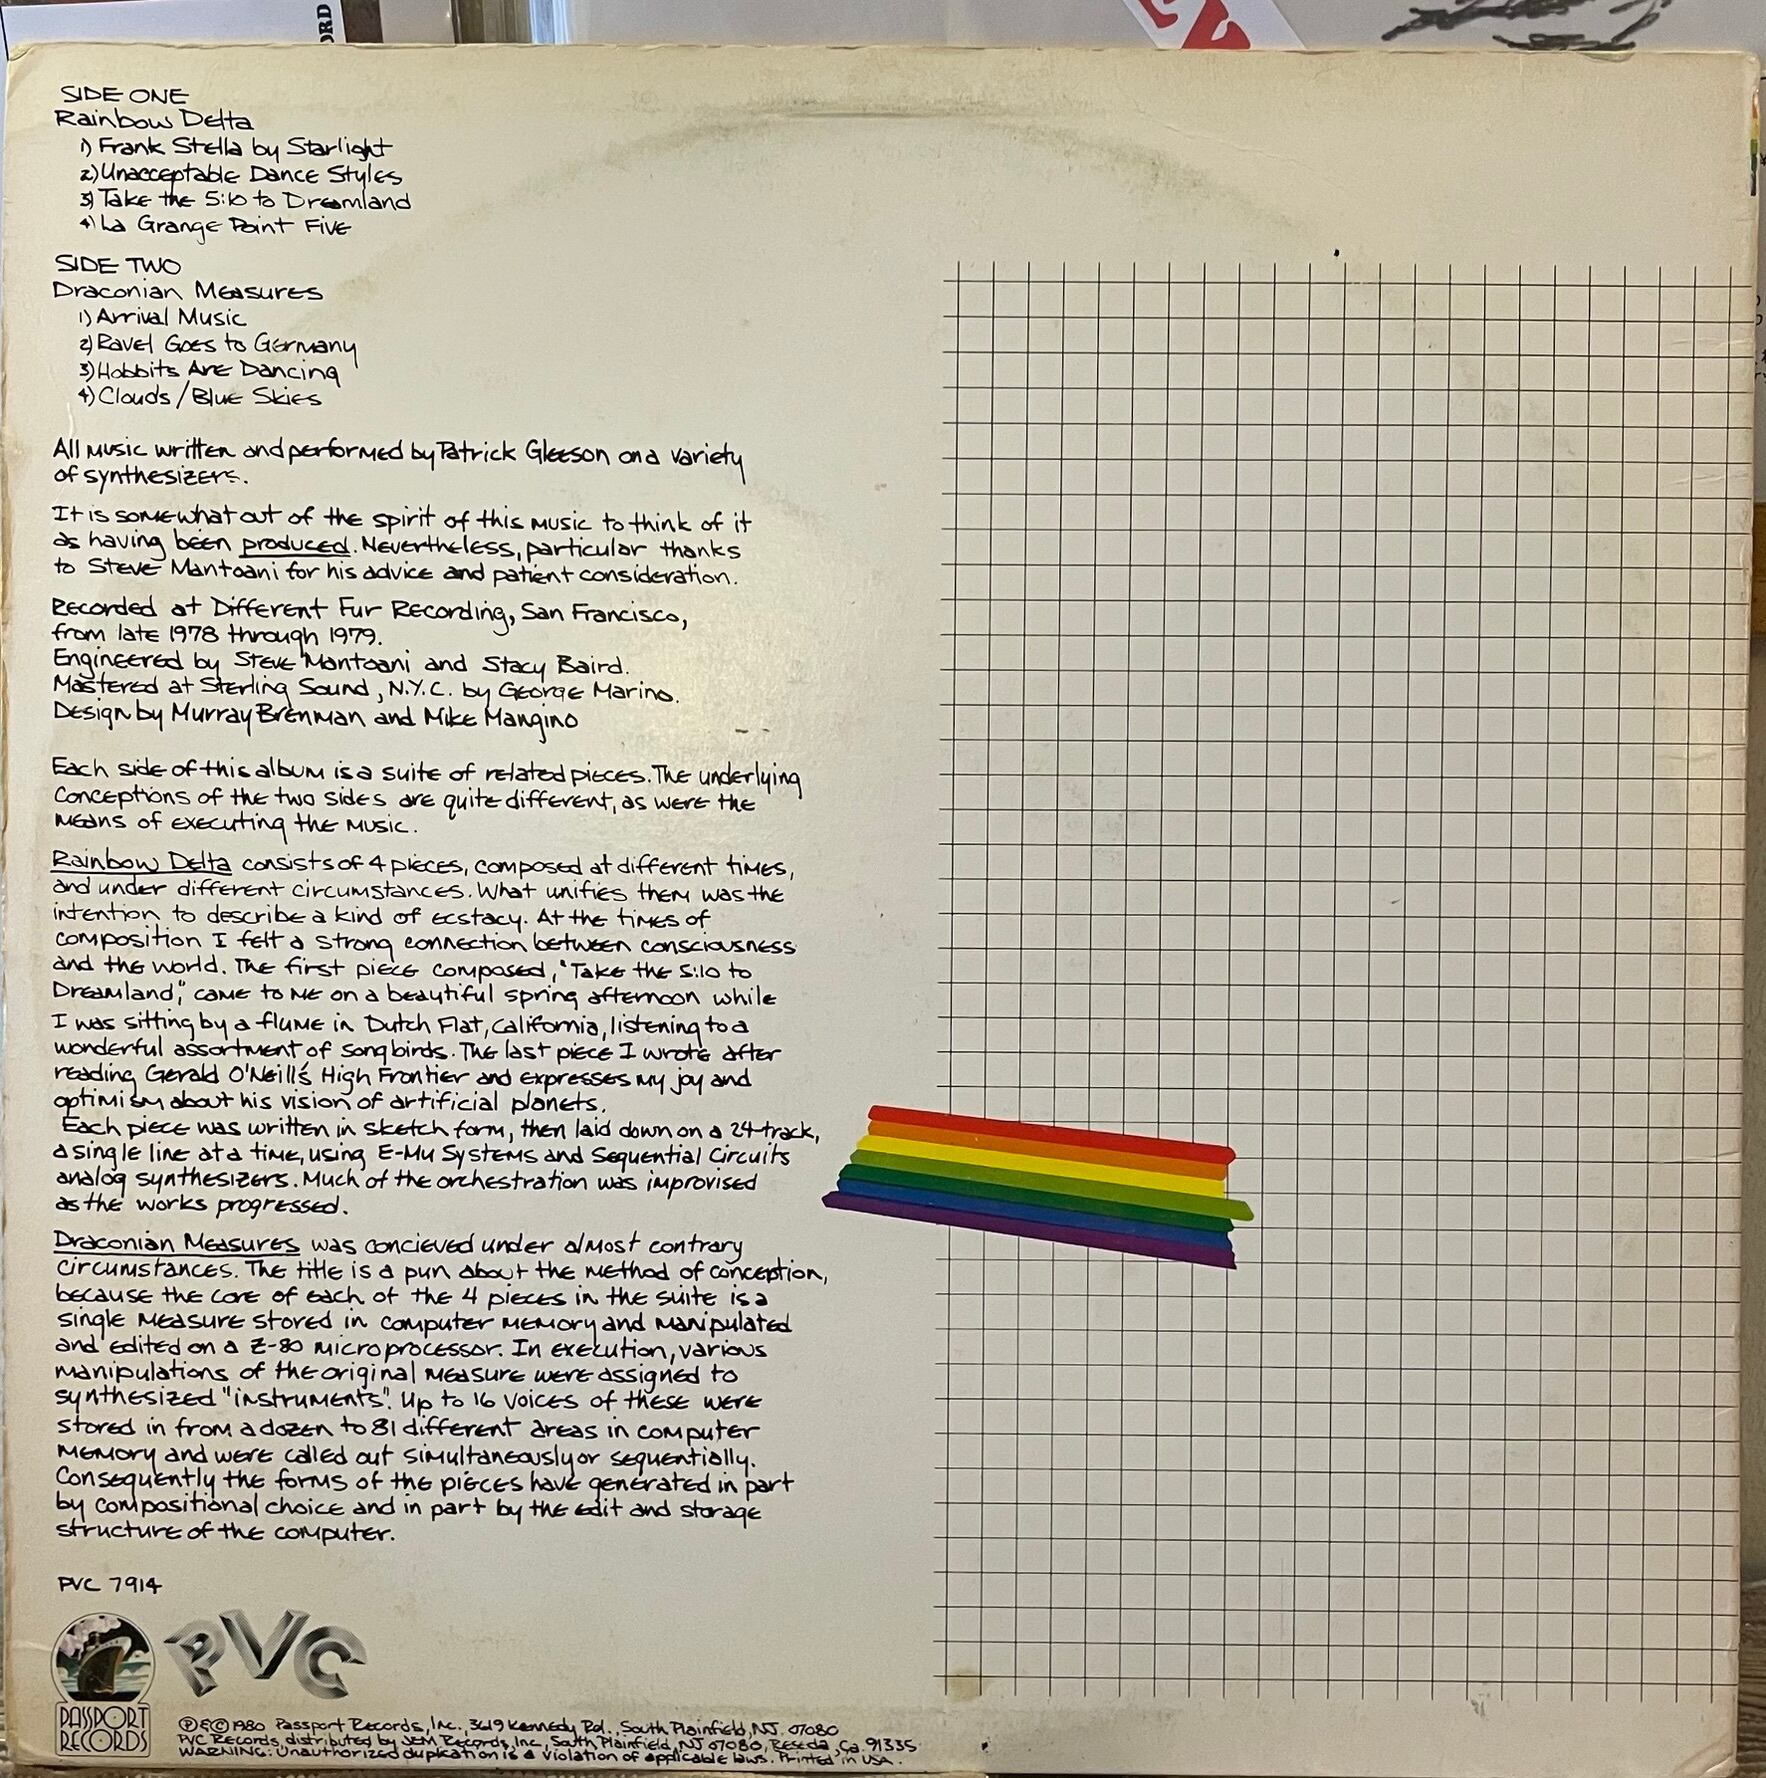 ORD
SIDE ONE
Rainbow Delta
1) Frank Stella by Starlight
2) Unacceptable Dance Styles
3) Take the 5:10 to Dreamland
4) La Grange Point Five
SIDE TWO
Draconian Measures
1) Arrival Music
2) Ravel Goes to Germany
3) Hobbits Are Dancing
4) Clouds/Blue Skies
All music written and performed by Patrick Gleeson on a variety
of synthesizers.
It is somewhat out of the spirit of this music to think of it
as having been produced. Nevertheless, particular thanks
to Steve Mantoani for his advice and patient consideration.
Recorded at Different Fur Recording, San Francisco,
from late 1978 through 1979.
Engineered by Steve Mantoani and Stacy Baird.
Mastered at Sterling Sound, N.Y.C. by George Marino.
Design by Murray Brenman and Mike Mangino
Each side of this album is a suite of related pieces. The underlying
conceptions of the two sides are quite different, as were the
means of executing the music.
Rainbow Delta consists of 4 pieces, composed at different times,
and under different circumstances. What unifies them was the
intention to describe a kind of ecstacy. At the times of
composition I felt a strong connection between consciousness
and the world. The first piece composed, "Take the 5:10 to
Dreamland," came to me on a beautiful spring afternoon while
I was sitting by a flume in Dutch Flat, California, listening to a
wonderful assortment of songbirds. The last piece I wrote after
reading Gerald O'Neill's High Frontier and expresses my joy and
optimism about his vision of artificial planets.
Each piece was written in sketch form, then laid down on a 24-track,
a single line at a time, using E-Mu Systems and Sequential Circuits
analog synthesizers. Much of the orchestration was improvised
as the works progressed.
Draconian Measures was concieved under almost contrary
circumstances. The title is a pun about the method of conception,
because the core of each of the 4 pieces in the suite is a
single measure stored in computer memory and manipulated
and edited on a Z-80 microprocessor. In execution, various
manipulations of the original measure were assigned to
synthesized "instruments". Up to 16 voices of these were
stored in from a dozen to 81 different areas in computer
memory and were called out simultaneously or sequentially.
Consequently the forms of the pieces have generated in part
by compositional choice and in part by the edit and storage
structure of the computer.
PVC 7914
PVC
PASSPORT
RECORDS
℗&©1980 Passport Records, Inc., 3619 Kennedy Rd., South Plainfield, NJ. 07080
PVC Records, distributed by JEM Records, Inc, South Plainfield, NJ 07080, Reseda, Ca. 91335
WARNING: Unauthorized duplication is a violation of applicable laws. Printed in USA.